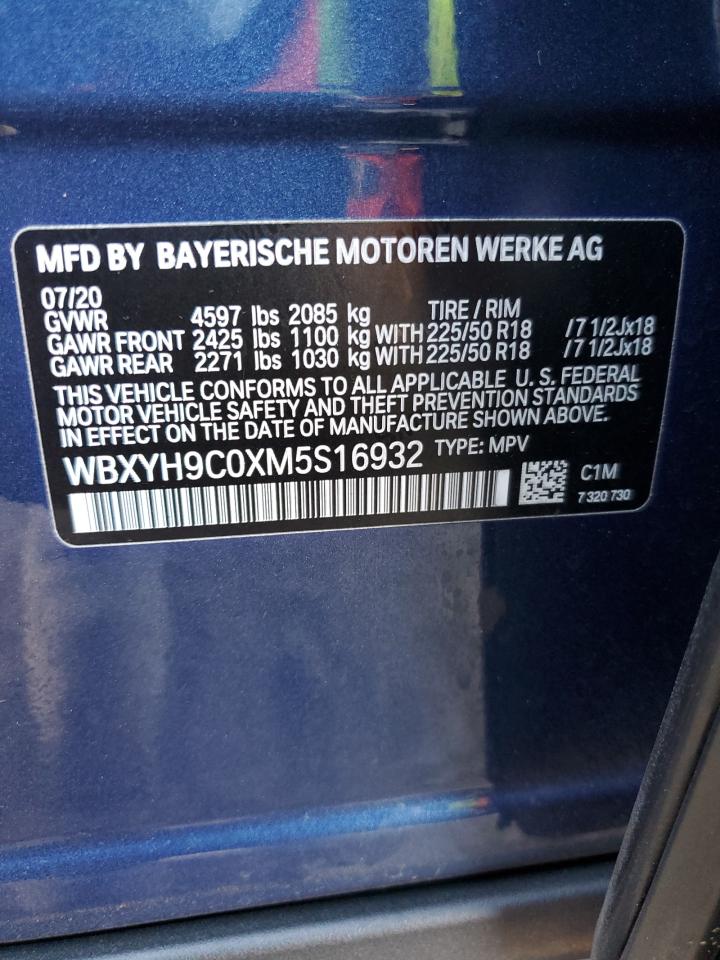 MFD BY BAYERISCHE MOTOREN WERKE AG
07/20
GVWR 4597 lbs 2085 kg TIRE / RIM
GAWR FRONT 2425 lbs 1100 kg WITH 225/50 R18 /7 1/2Jx18
GAWR REAR 2271 lbs 1030 kg WITH 225/50 R18 /7 1/2Jx18
THIS VEHICLE CONFORMS TO ALL APPLICABLE U. S. FEDERAL
MOTOR VEHICLE SAFETY AND THEFT PREVENTION STANDARDS
IN EFFECT ON THE DATE OF MANUFACTURE SHOWN ABOVE.
WBXYH9C0XM5S16932 TYPE: MPV
C1M
7 320 730